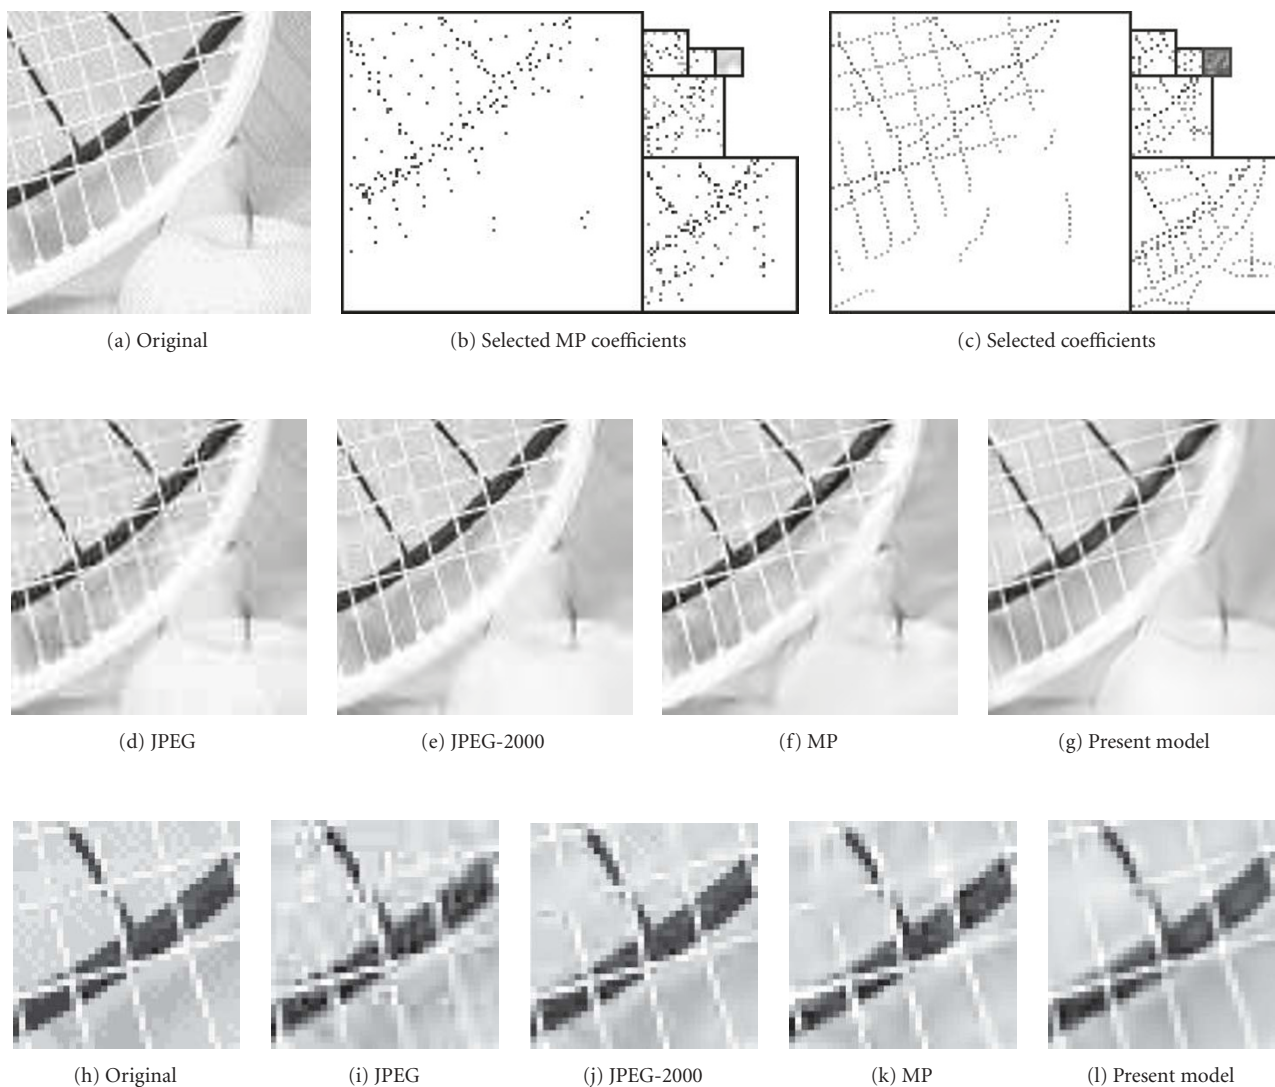 (a) Original
(b) Selected MP coefficients
(c) Selected coefficients
(d) JPEG
(e) JPEG-2000
(f) MP
(g) Present model
(h) Original
(i) JPEG
(j) JPEG-2000
(k) MP
(l) Present model